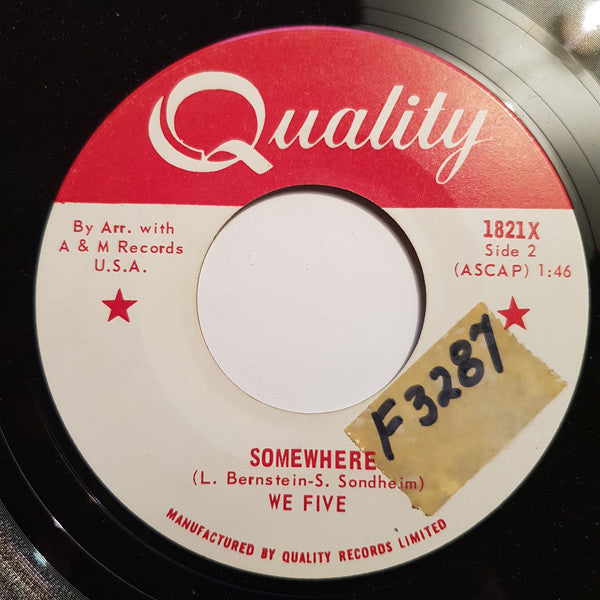 Quality
By Arr. with
A & M Records
U.S.A.
1821X
Side 2
(ASCAP) 1:46
F3287
SOMEWHERE
(L. Bernstein-S. Sondheim)
WE FIVE
MANUFACTURED BY QUALITY RECORDS LIMITED